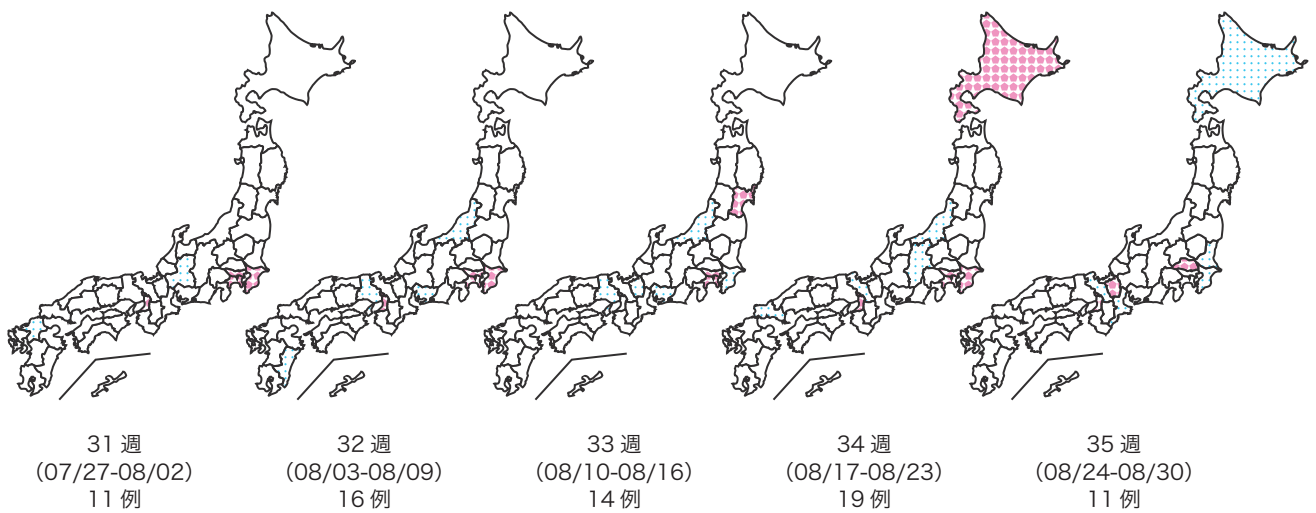 31 週
(07/27-08/02)
11 例
32 週
(08/03-08/09)
16 例
33 週
(08/10-08/16)
14 例
34 週
(08/17-08/23)
19 例
35 週
(08/24-08/30)
11 例